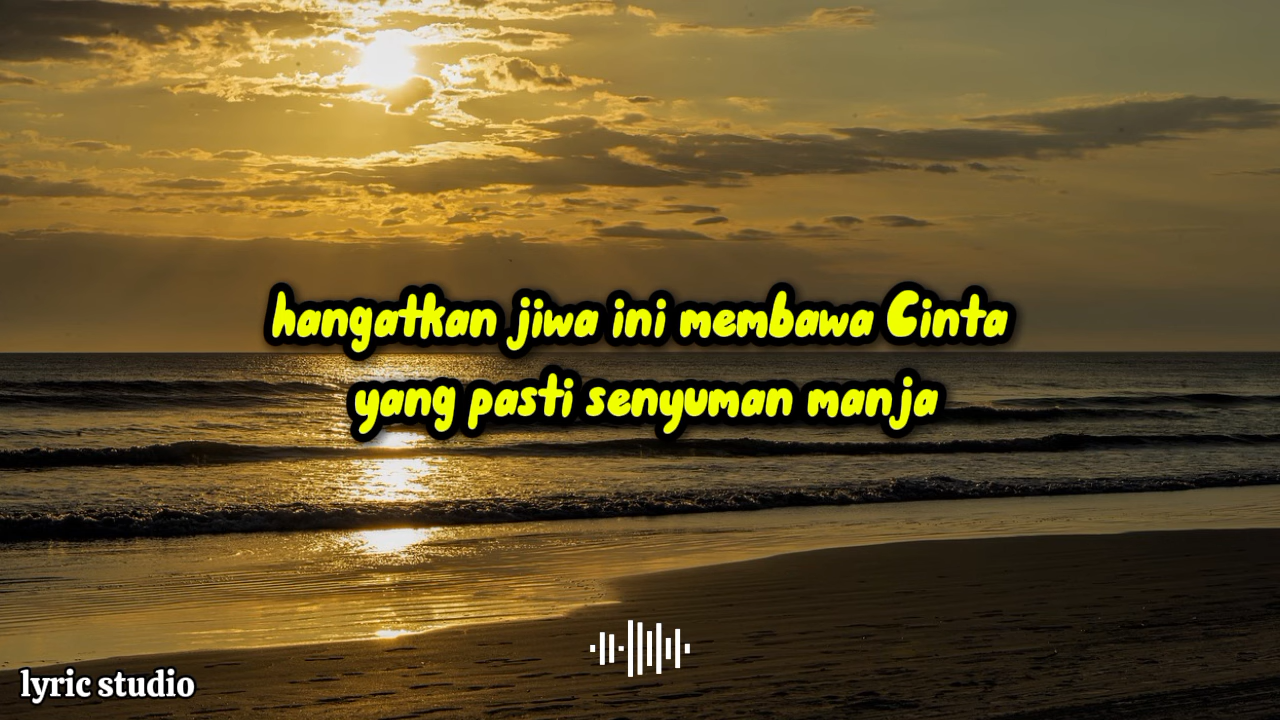 hangatkan jiwa ini membawa Cinta
yang pasti senyuman manja
lyric studio